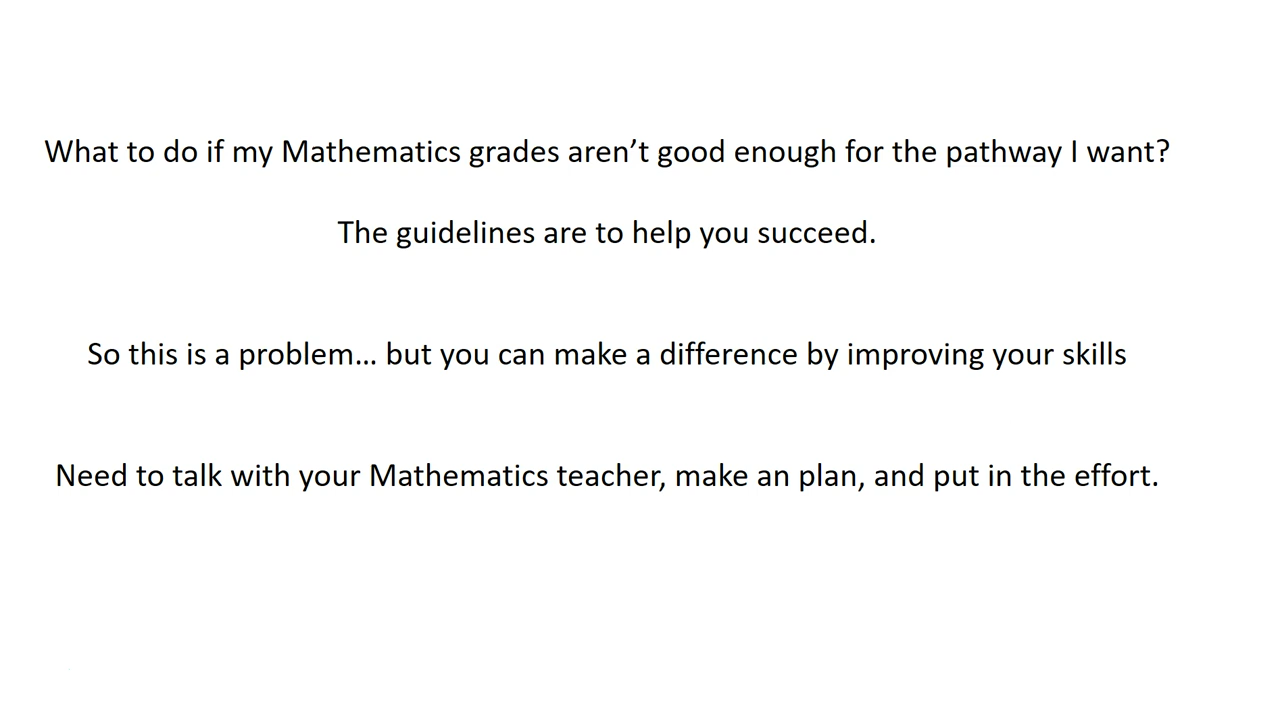 What to do if my Mathematics grades aren’t good enough for the pathway I want?
The guidelines are to help you succeed.
So this is a problem… but you can make a difference by improving your skills
Need to talk with your Mathematics teacher, make an plan, and put in the effort.